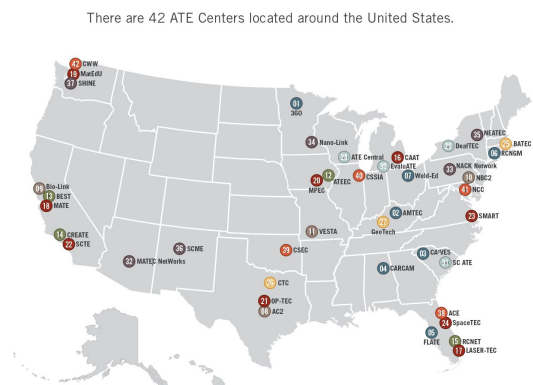 There are 42 ATE Centers located around the United States.
42 CWW
19 MatEdU
37 SHINE
01
360
34 Nano-Link
35 NEATEC
BATEC
06 RCNGM
DeafTEC
ATE Central
EvaluATE
16 CAAT
07 Weld-Ed
33 NACK Network
10 NBC2
41 NCC
20
MPEC
12 ATEEC
40 CSSIA
09 Bio-Link
13 BEST
18 MATE
02 AMTEC
27
GeoTech
23 SMART
11 VESTA
14 CREATE
22 SCTE
36 SCME
39 CSEC
32 MATEC NetWorks
03 CA²VES
SC ATE
04 CARCAM
CTC
21 OP-TEC
08 AC2
38 ACE
24 SpaceTEC
05
FLATE
15 RCNET
17 LASER-TEC